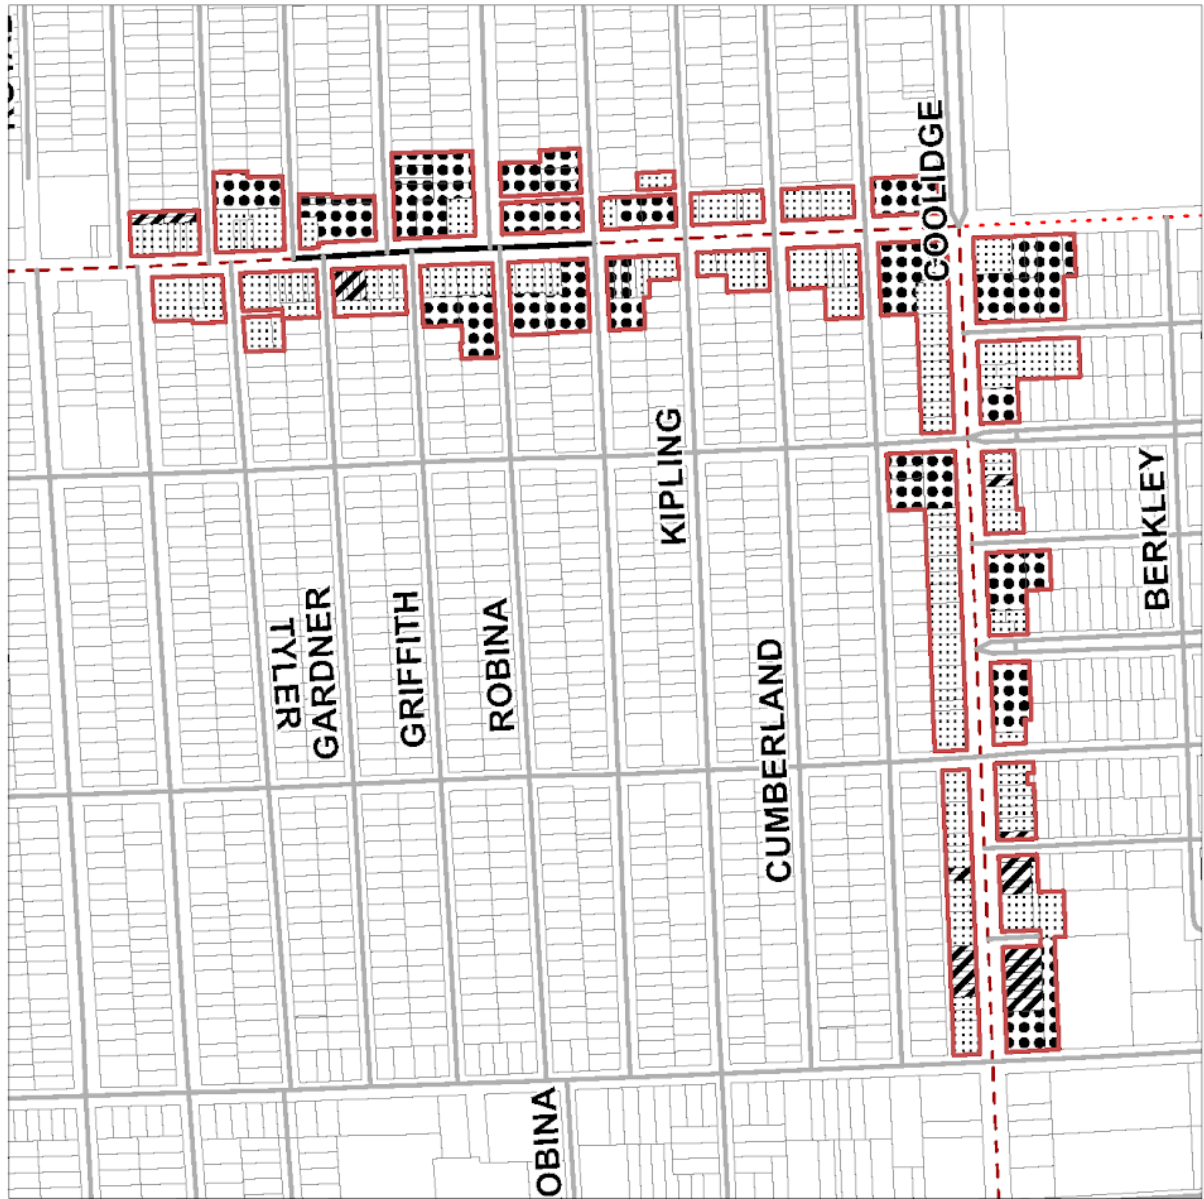 COOLIDGE
KIPLING
BERKLEY
TYLER
GARDNER
GRIFFITH
ROBINA
CUMBERLAND
OBINA